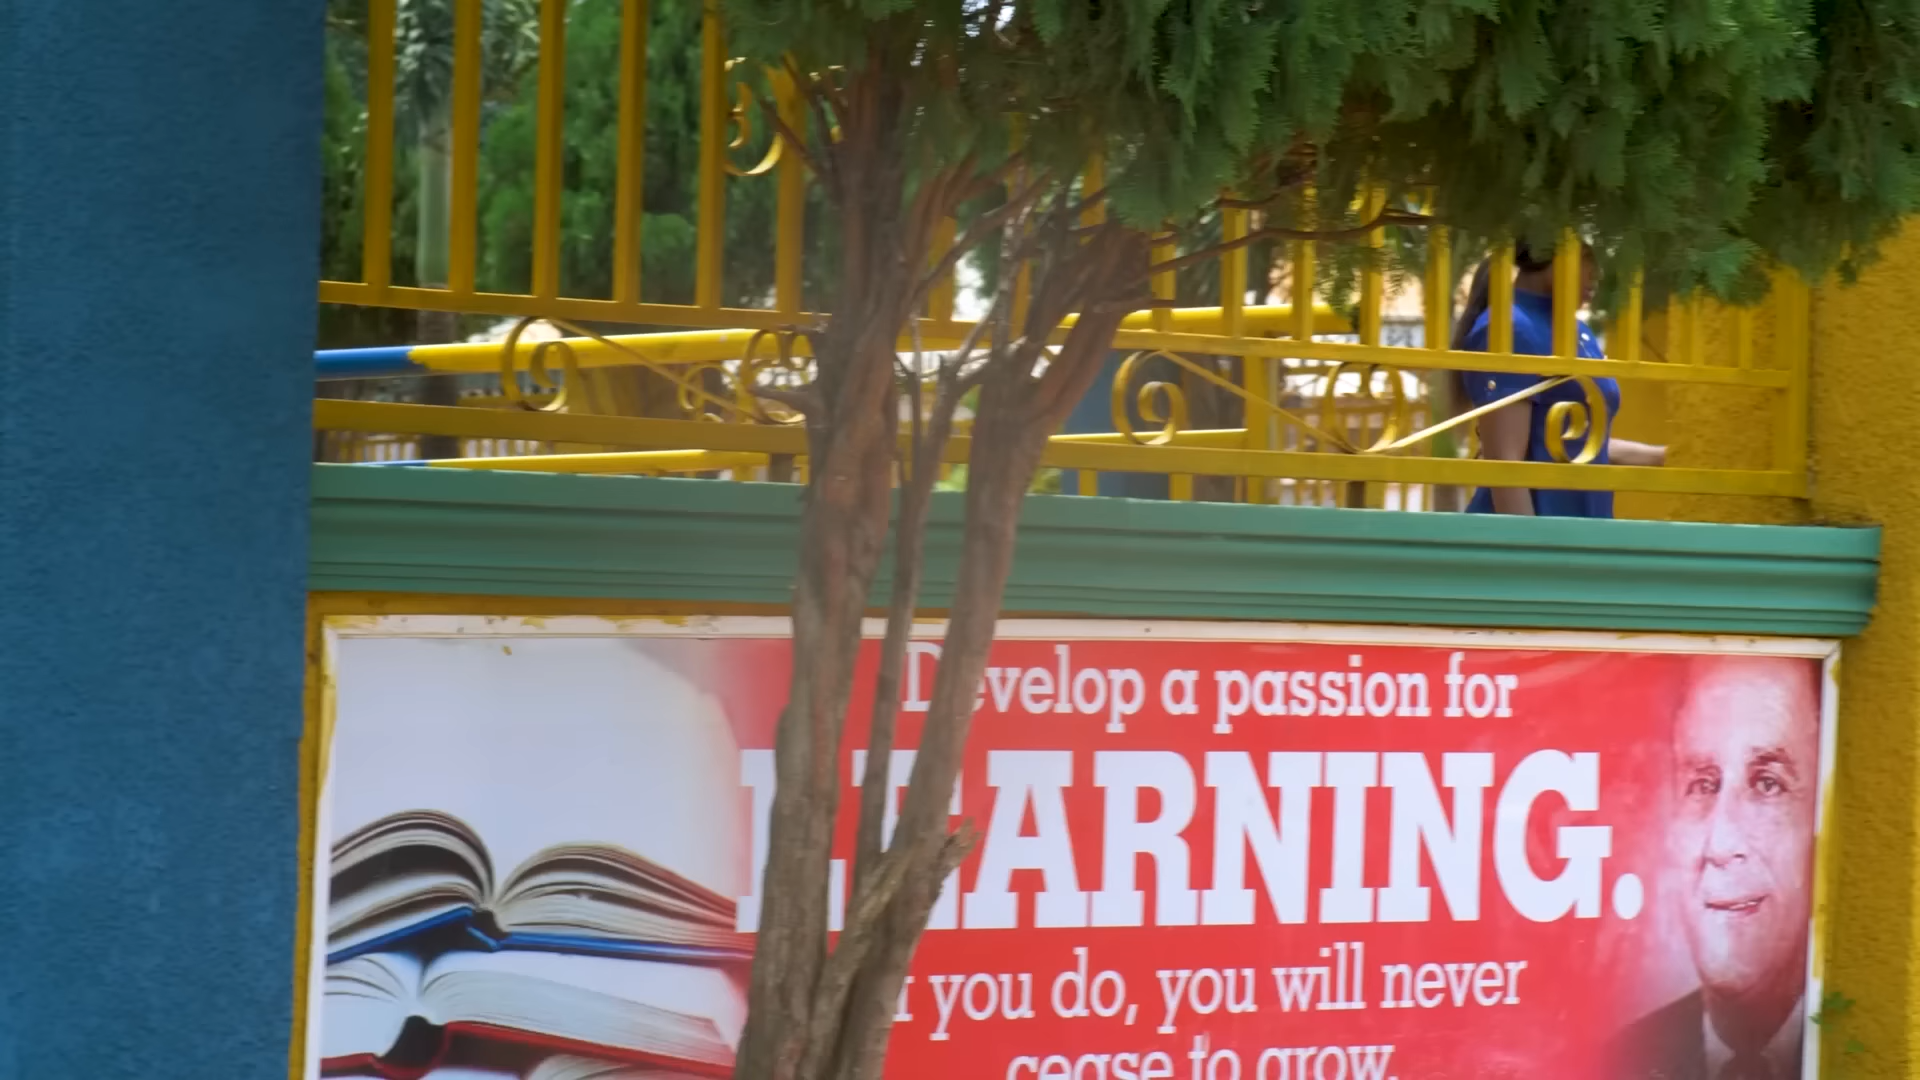 Develop a passion for
LEARNING.
you do, you will never
cease to grow.